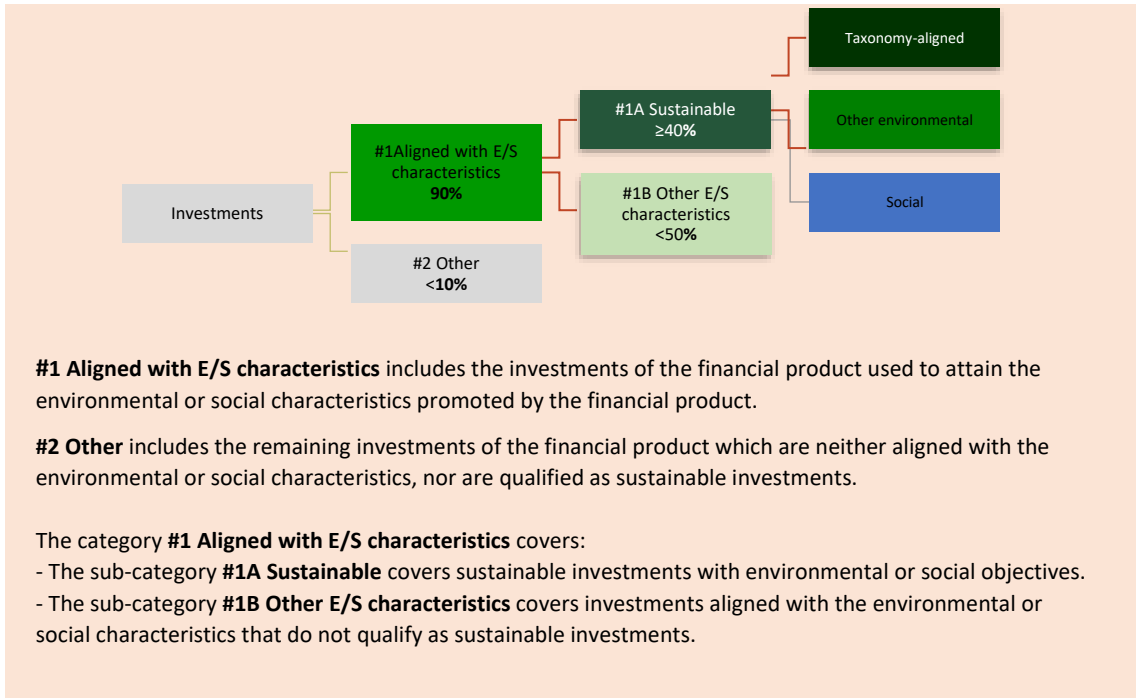 Taxonomy-aligned
#1A Sustainable
≥40%
Other environmental
#1Aligned with E/S
characteristics
90%
#1B Other E/S
characteristics
<50%
Investments
Social
#2 Other
<10%
#1 Aligned with E/S characteristics includes the investments of the financial product used to attain the
environmental or social characteristics promoted by the financial product.
#2 Other includes the remaining investments of the financial product which are neither aligned with the
environmental or social characteristics, nor are qualified as sustainable investments.
The category #1 Aligned with E/S characteristics covers:
- The sub-category #1A Sustainable covers sustainable investments with environmental or social objectives.
- The sub-category #1B Other E/S characteristics covers investments aligned with the environmental or
social characteristics that do not qualify as sustainable investments.